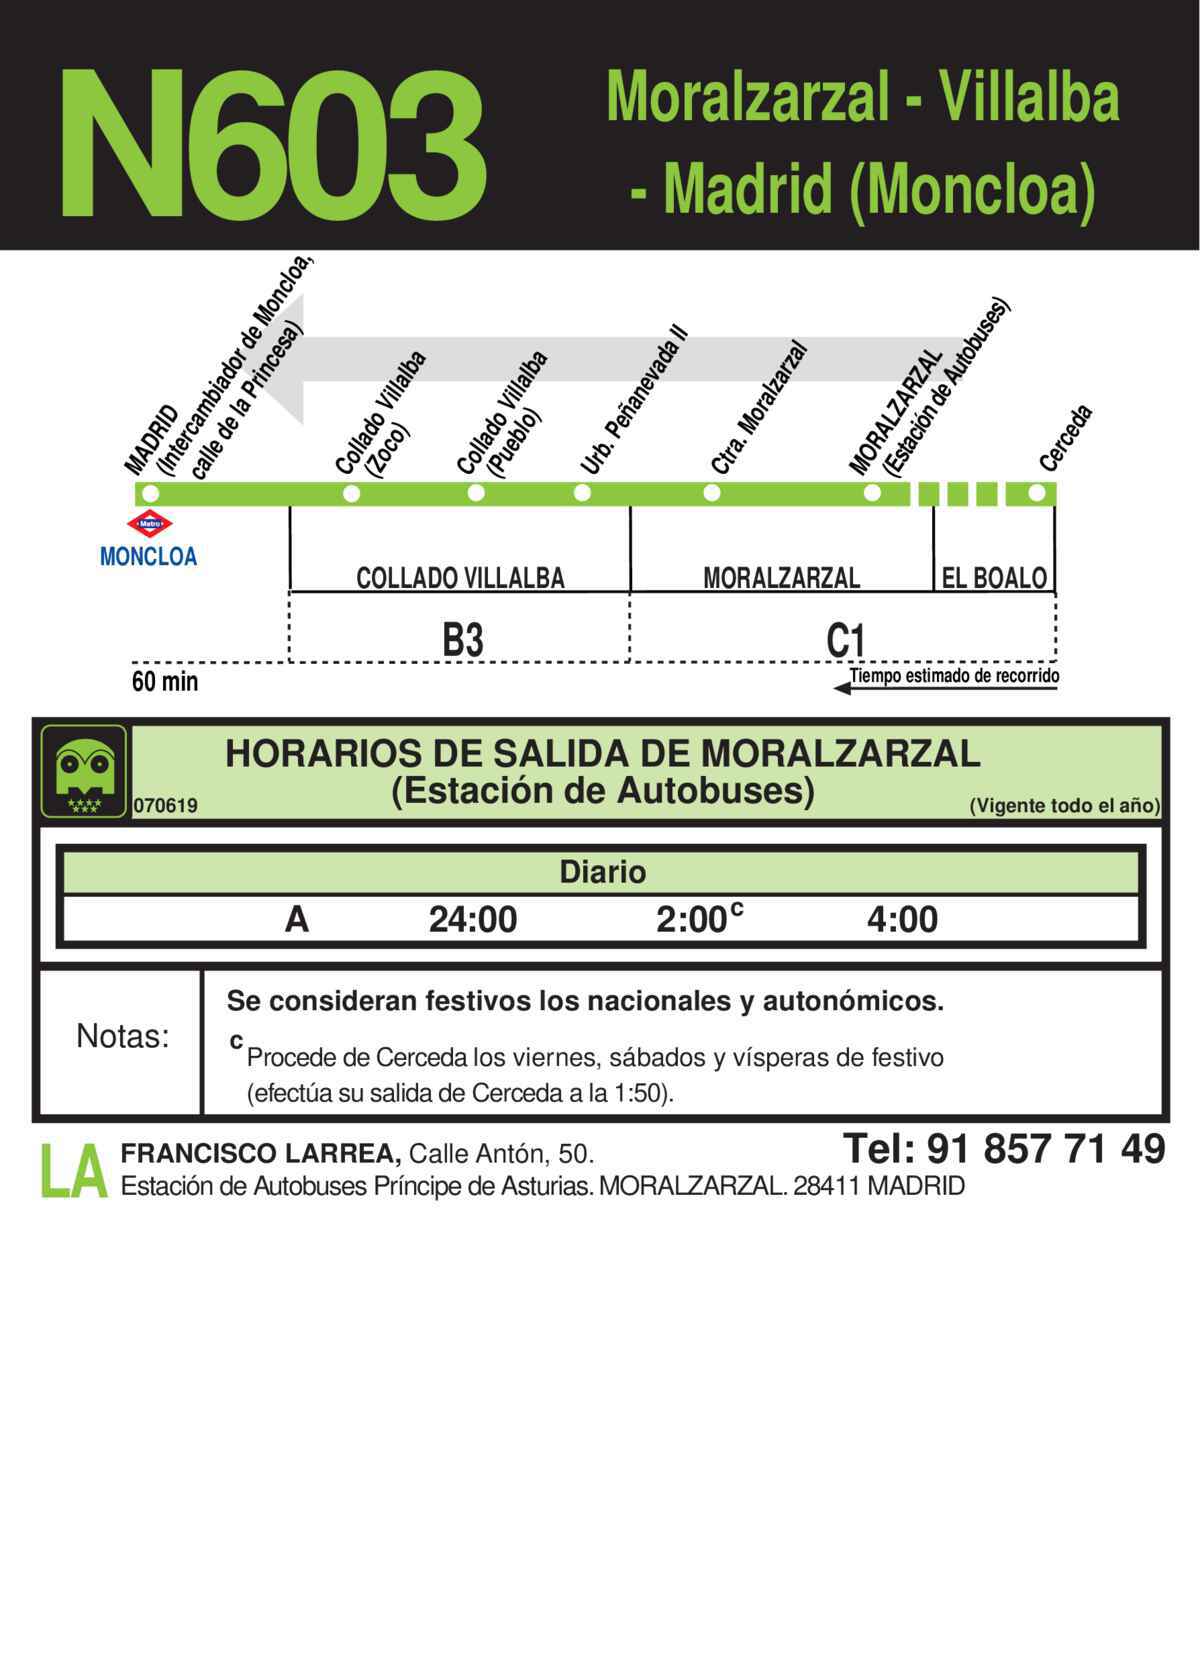 N603
Moralzarzal - Villalba
- Madrid (Moncloa)
MADRID
(Intercambiador de Moncloa,
calle de la Princesa)
Collado Villalba
(Zoco)
Collado Villalba
(Pueblo)
Urb. Peñanevada II
Ctra. Moralzarzal
MORALZARZAL
(Estación de Autobuses)
Cerceda
Metro
MONCLOA
COLLADO VILLALBA
MORALZARZAL
EL BOALO
B3
C1
60 min
Tiempo estimado de recorrido
HORARIOS DE SALIDA DE MORALZARZAL
(Estación de Autobuses)
070619
(Vigente todo el año)
Diario
A 24:00 2:00c 4:00
Notas:
Se consideran festivos los nacionales y autonómicos.
c Procede de Cerceda los viernes, sábados y vísperas de festivo
(efectúa su salida de Cerceda a la 1:50).
LA
FRANCISCO LARREA, Calle Antón, 50.
Tel: 91 857 71 49
Estación de Autobuses Príncipe de Asturias. MORALZARZAL. 28411 MADRID